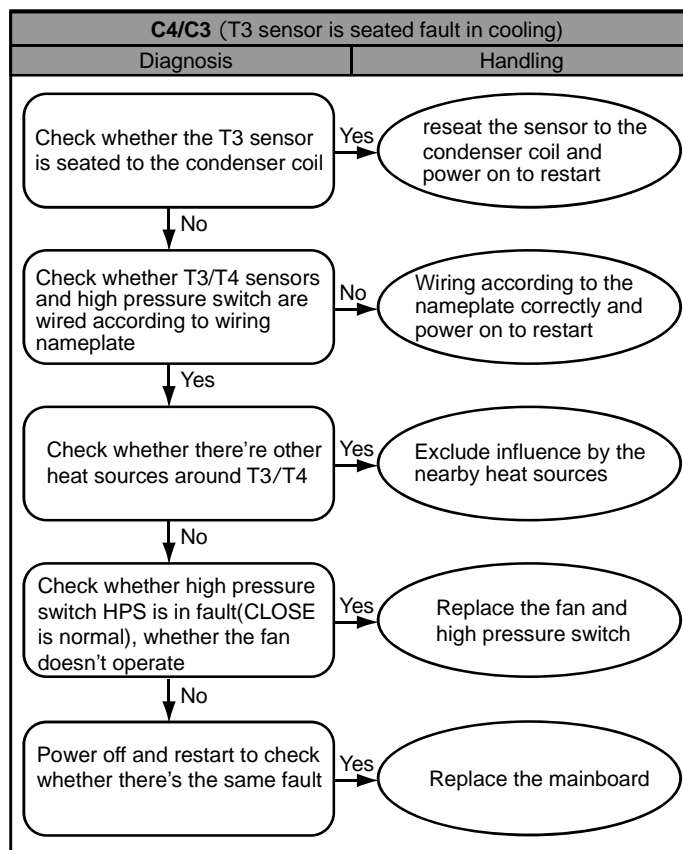 C4/C3 (T3 sensor is seated fault in cooling)
Diagnosis
Handling
Check whether the T3 sensor
is seated to the condenser coil
Yes
reseat the sensor to the
condenser coil and
power on to restart
No
Check whether T3/T4 sensors
and high pressure switch are
wired according to wiring
nameplate
No
Wiring according to the
nameplate correctly and
power on to restart
Yes
Check whether there're other
heat sources around T3/T4
Yes
Exclude influence by the
nearby heat sources
No
Check whether high pressure
switch HPS is in fault(CLOSE
is normal), whether the fan
doesn't operate
Yes
Replace the fan and
high pressure switch
No
Power off and restart to check
whether there's the same fault
Yes
Replace the mainboard